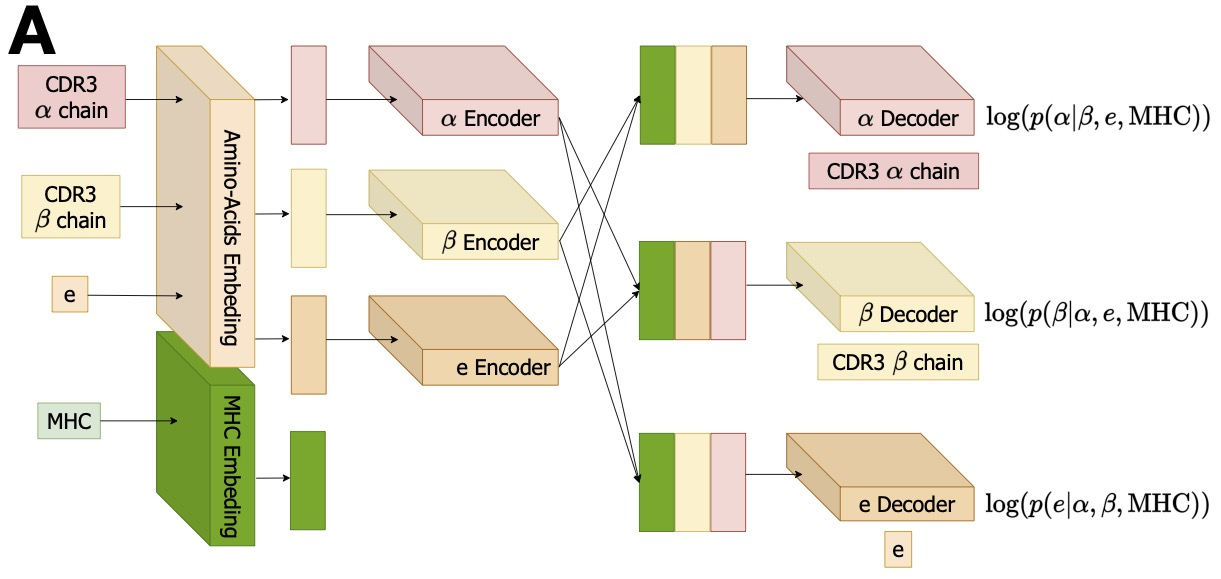 A
CDR3
α chain
CDR3
β chain
e
MHC
Amino-Acids Embeding
MHC Embeding
α Encoder
β Encoder
e Encoder
α Decoder
CDR3 α chain
log(p(α|β, e, MHC))
β Decoder
CDR3 β chain
log(p(β|α, e, MHC))
e Decoder
e
log(p(e|α, β, MHC))